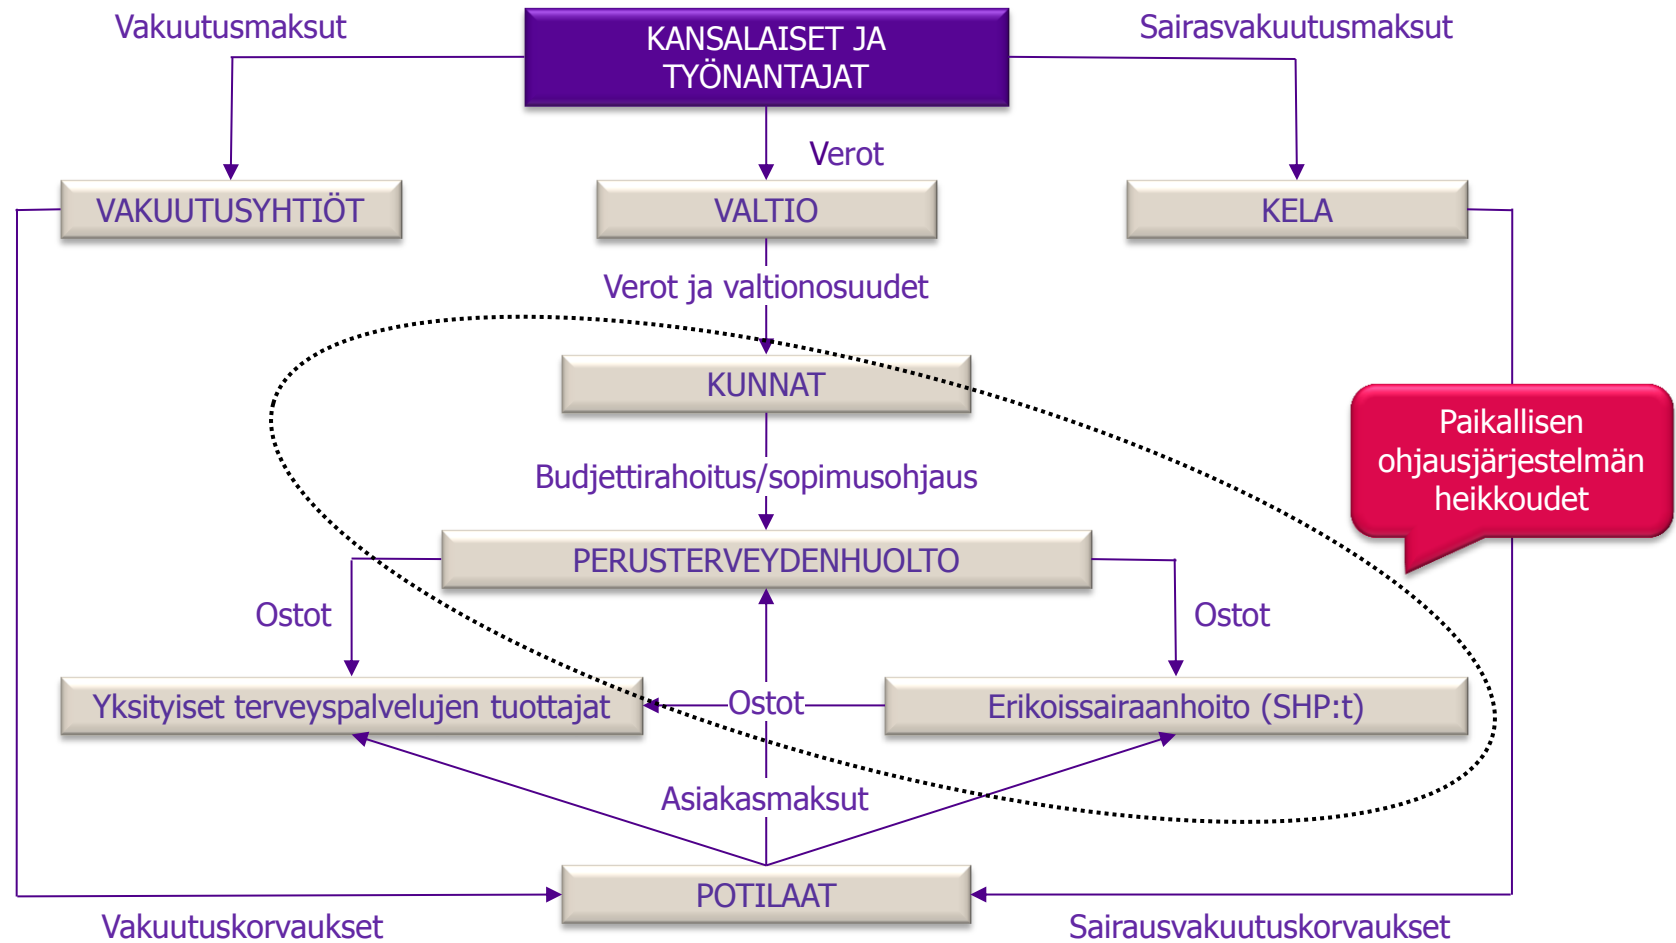 Vakuutusmaksut
KANSALAISET JA
TYÖNANTAJAT
Sairasvakuutusmaksut
Verot
VAKUUTUSYHTIÖT
VALTIO
KELA
Verot ja valtionosuudet
KUNNAT
Paikallisen
ohjausjärjestelmän
heikkoudet
Budjettirahoitus/sopimusohjaus
PERUSTERVEYDENHUOLTO
Ostot
Ostot
Yksityiset terveyspalvelujen tuottajat
Ostot
Erikoissairaanhoito (SHP:t)
Asiakasmaksut
POTILAAT
Vakuutuskorvaukset
Sairausvakuutuskorvaukset